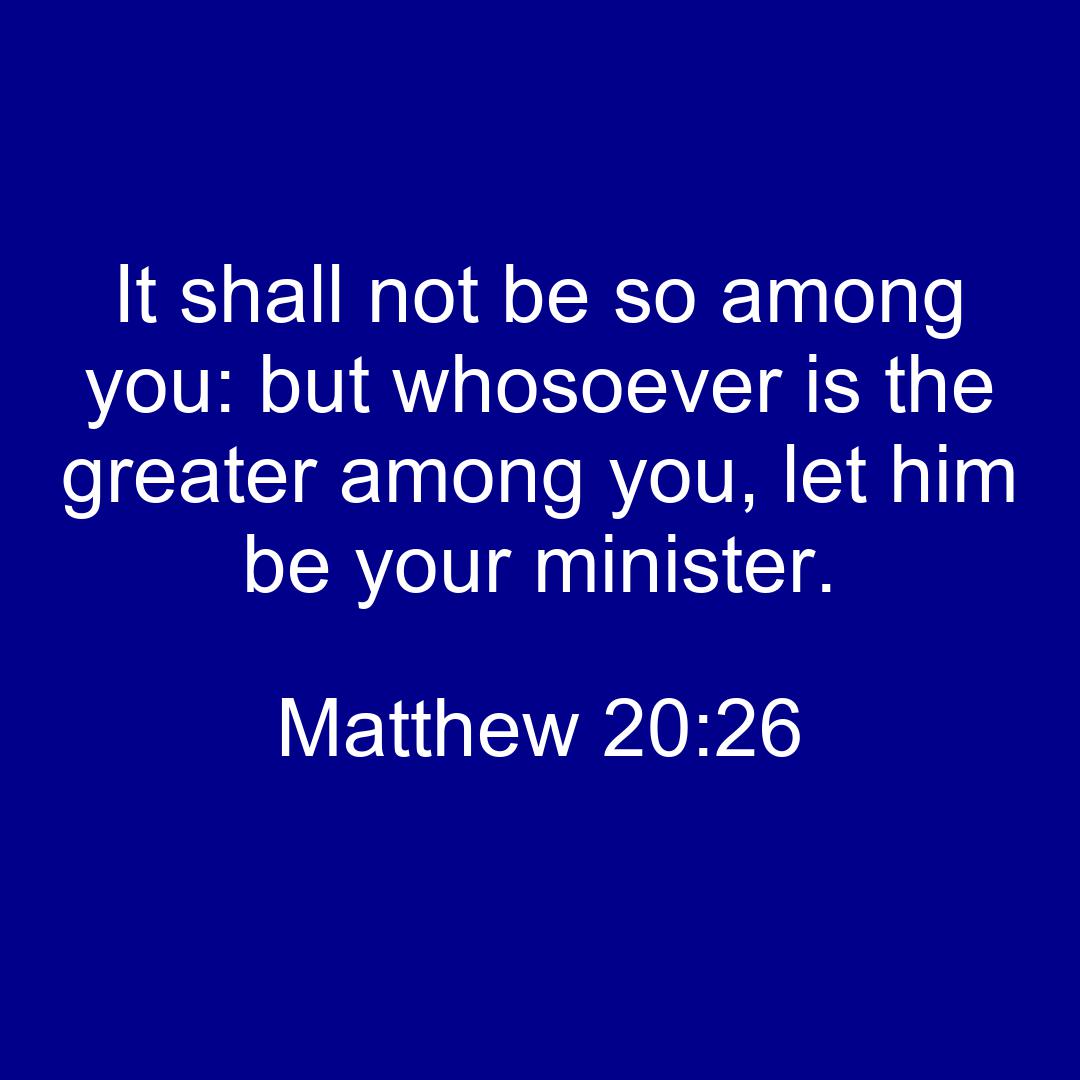 It shall not be so among
you: but whosoever is the
greater among you, let him
be your minister.
Matthew 20:26